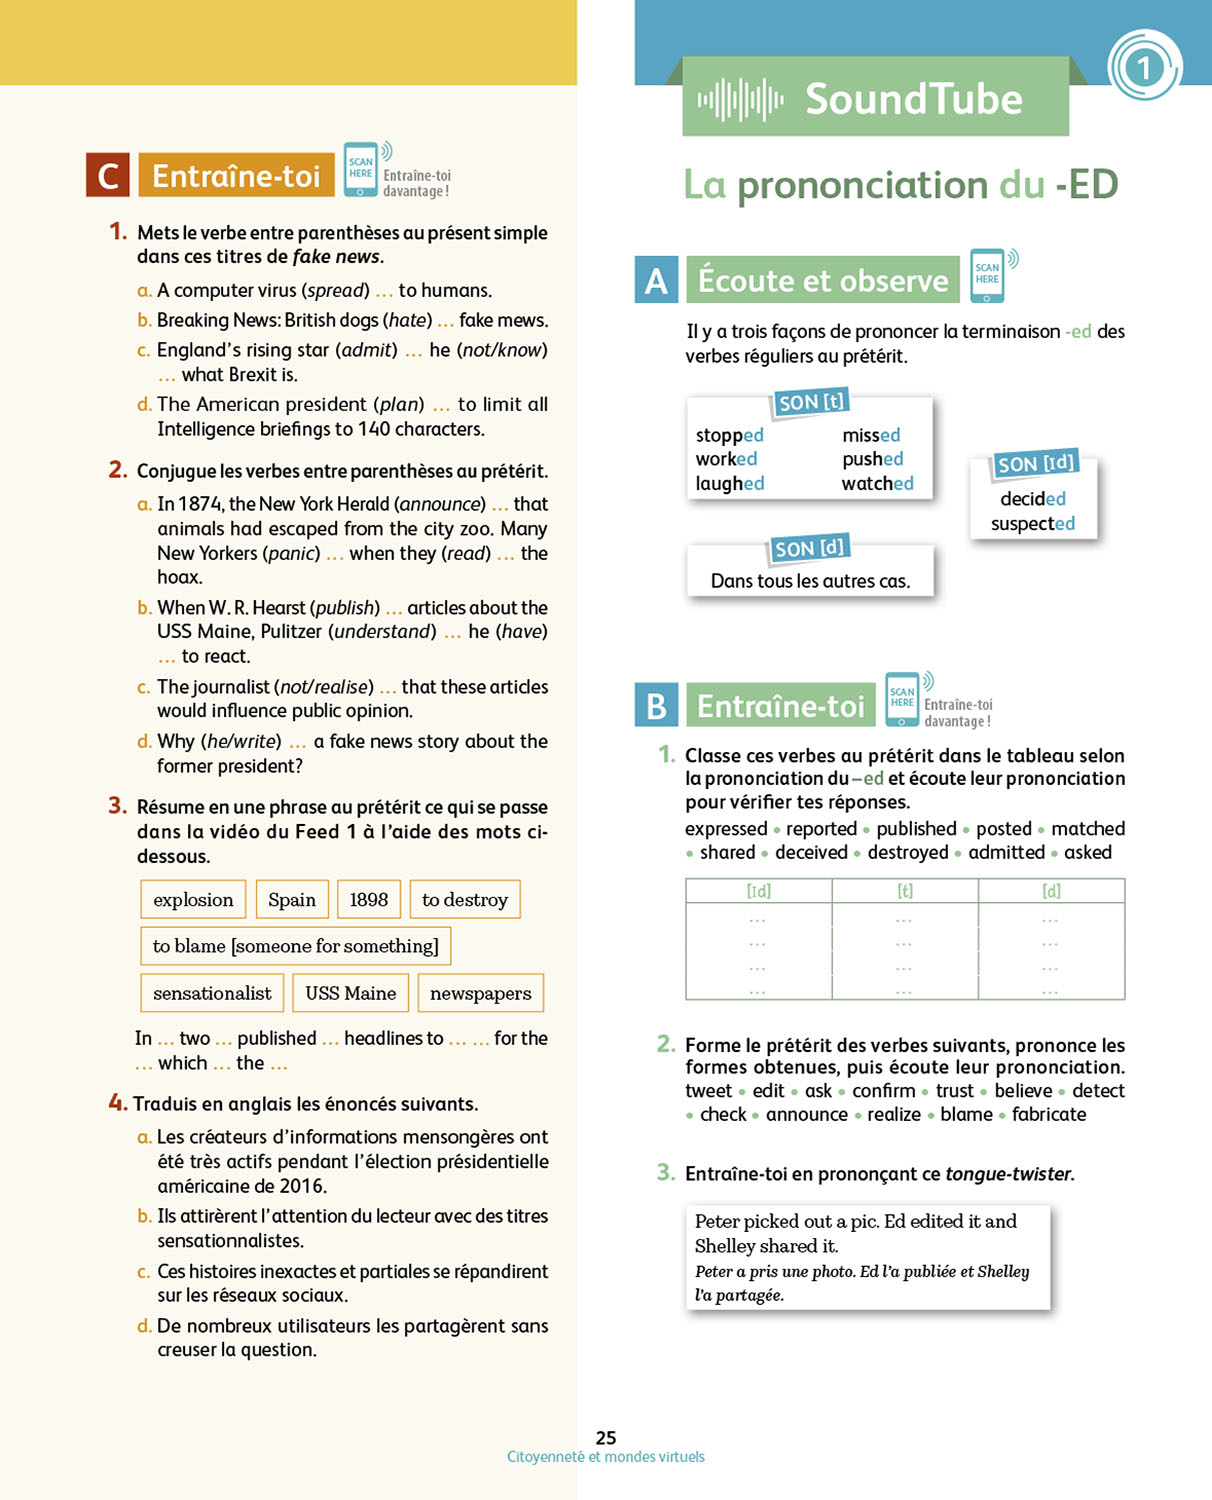 C Entraîne-toi
SCAN
HERE
Entraîne-toi
davantage !
1. Mets le verbe entre parenthèses au présent simple
dans ces titres de fake news.
a. A computer virus (spread) ... to humans.
b. Breaking News: British dogs (hate) ... fake mews.
c. England's rising star (admit) ... he (not/know)
... what Brexit is.
d. The American president (plan) ... to limit all
Intelligence briefings to 140 characters.
2. Conjugue les verbes entre parenthèses au prétérit.
a. In 1874, the New York Herald (announce) ... that
animals had escaped from the city zoo. Many
New Yorkers (panic) ... when they (read) ... the
hoax.
b. When W. R. Hearst (publish) ... articles about the
USS Maine, Pulitzer (understand) ... he (have)
... to react.
c. The journalist (not/realise) ... that these articles
would influence public opinion.
d. Why (he/write) ... a fake news story about the
former president?
3. Résume en une phrase au prétérit ce qui se passe
dans la vidéo du Feed 1 à l'aide des mots ci-
dessous.
explosion Spain 1898 to destroy
to blame [someone for something]
sensationalist USS Maine newspapers
In ... two ... published ... headlines to ... ... for the
... which ... the ...
4. Traduis en anglais les énoncés suivants.
a. Les créateurs d'informations mensongères ont
été très actifs pendant l'élection présidentielle
américaine de 2016.
b. Ils attirèrent l'attention du lecteur avec des titres
sensationnalistes.
c. Ces histoires inexactes et partiales se répandirent
sur les réseaux sociaux.
d. De nombreux utilisateurs les partagèrent sans
creuser la question.
1
SoundTube
La prononciation du -ED
A Écoute et observe
SCAN
HERE
Il y a trois façons de prononcer la terminaison -ed des
verbes réguliers au prétérit.
SON [t]
stopped missed
worked pushed
laughed watched
SON [ɪd]
decided
suspected
SON [d]
Dans tous les autres cas.
B Entraîne-toi
SCAN
HERE
Entraîne-toi
davantage !
1. Classe ces verbes au prétérit dans le tableau selon
la prononciation du –ed et écoute leur prononciation
pour vérifier tes réponses.
expressed • reported • published • posted • matched
• shared • deceived • destroyed • admitted • asked
[ɪd] [t] [d]
... ... ...
... ... ...
... ... ...
... ... ...
2. Forme le prétérit des verbes suivants, prononce les
formes obtenues, puis écoute leur prononciation.
tweet • edit • ask • confirm • trust • believe • detect
• check • announce • realize • blame • fabricate
3. Entraîne-toi en prononçant ce tongue-twister.
Peter picked out a pic. Ed edited it and
Shelley shared it.
Peter a pris une photo. Ed l'a publiée et Shelley
l'a partagée.
25
Citoyenneté et mondes virtuels